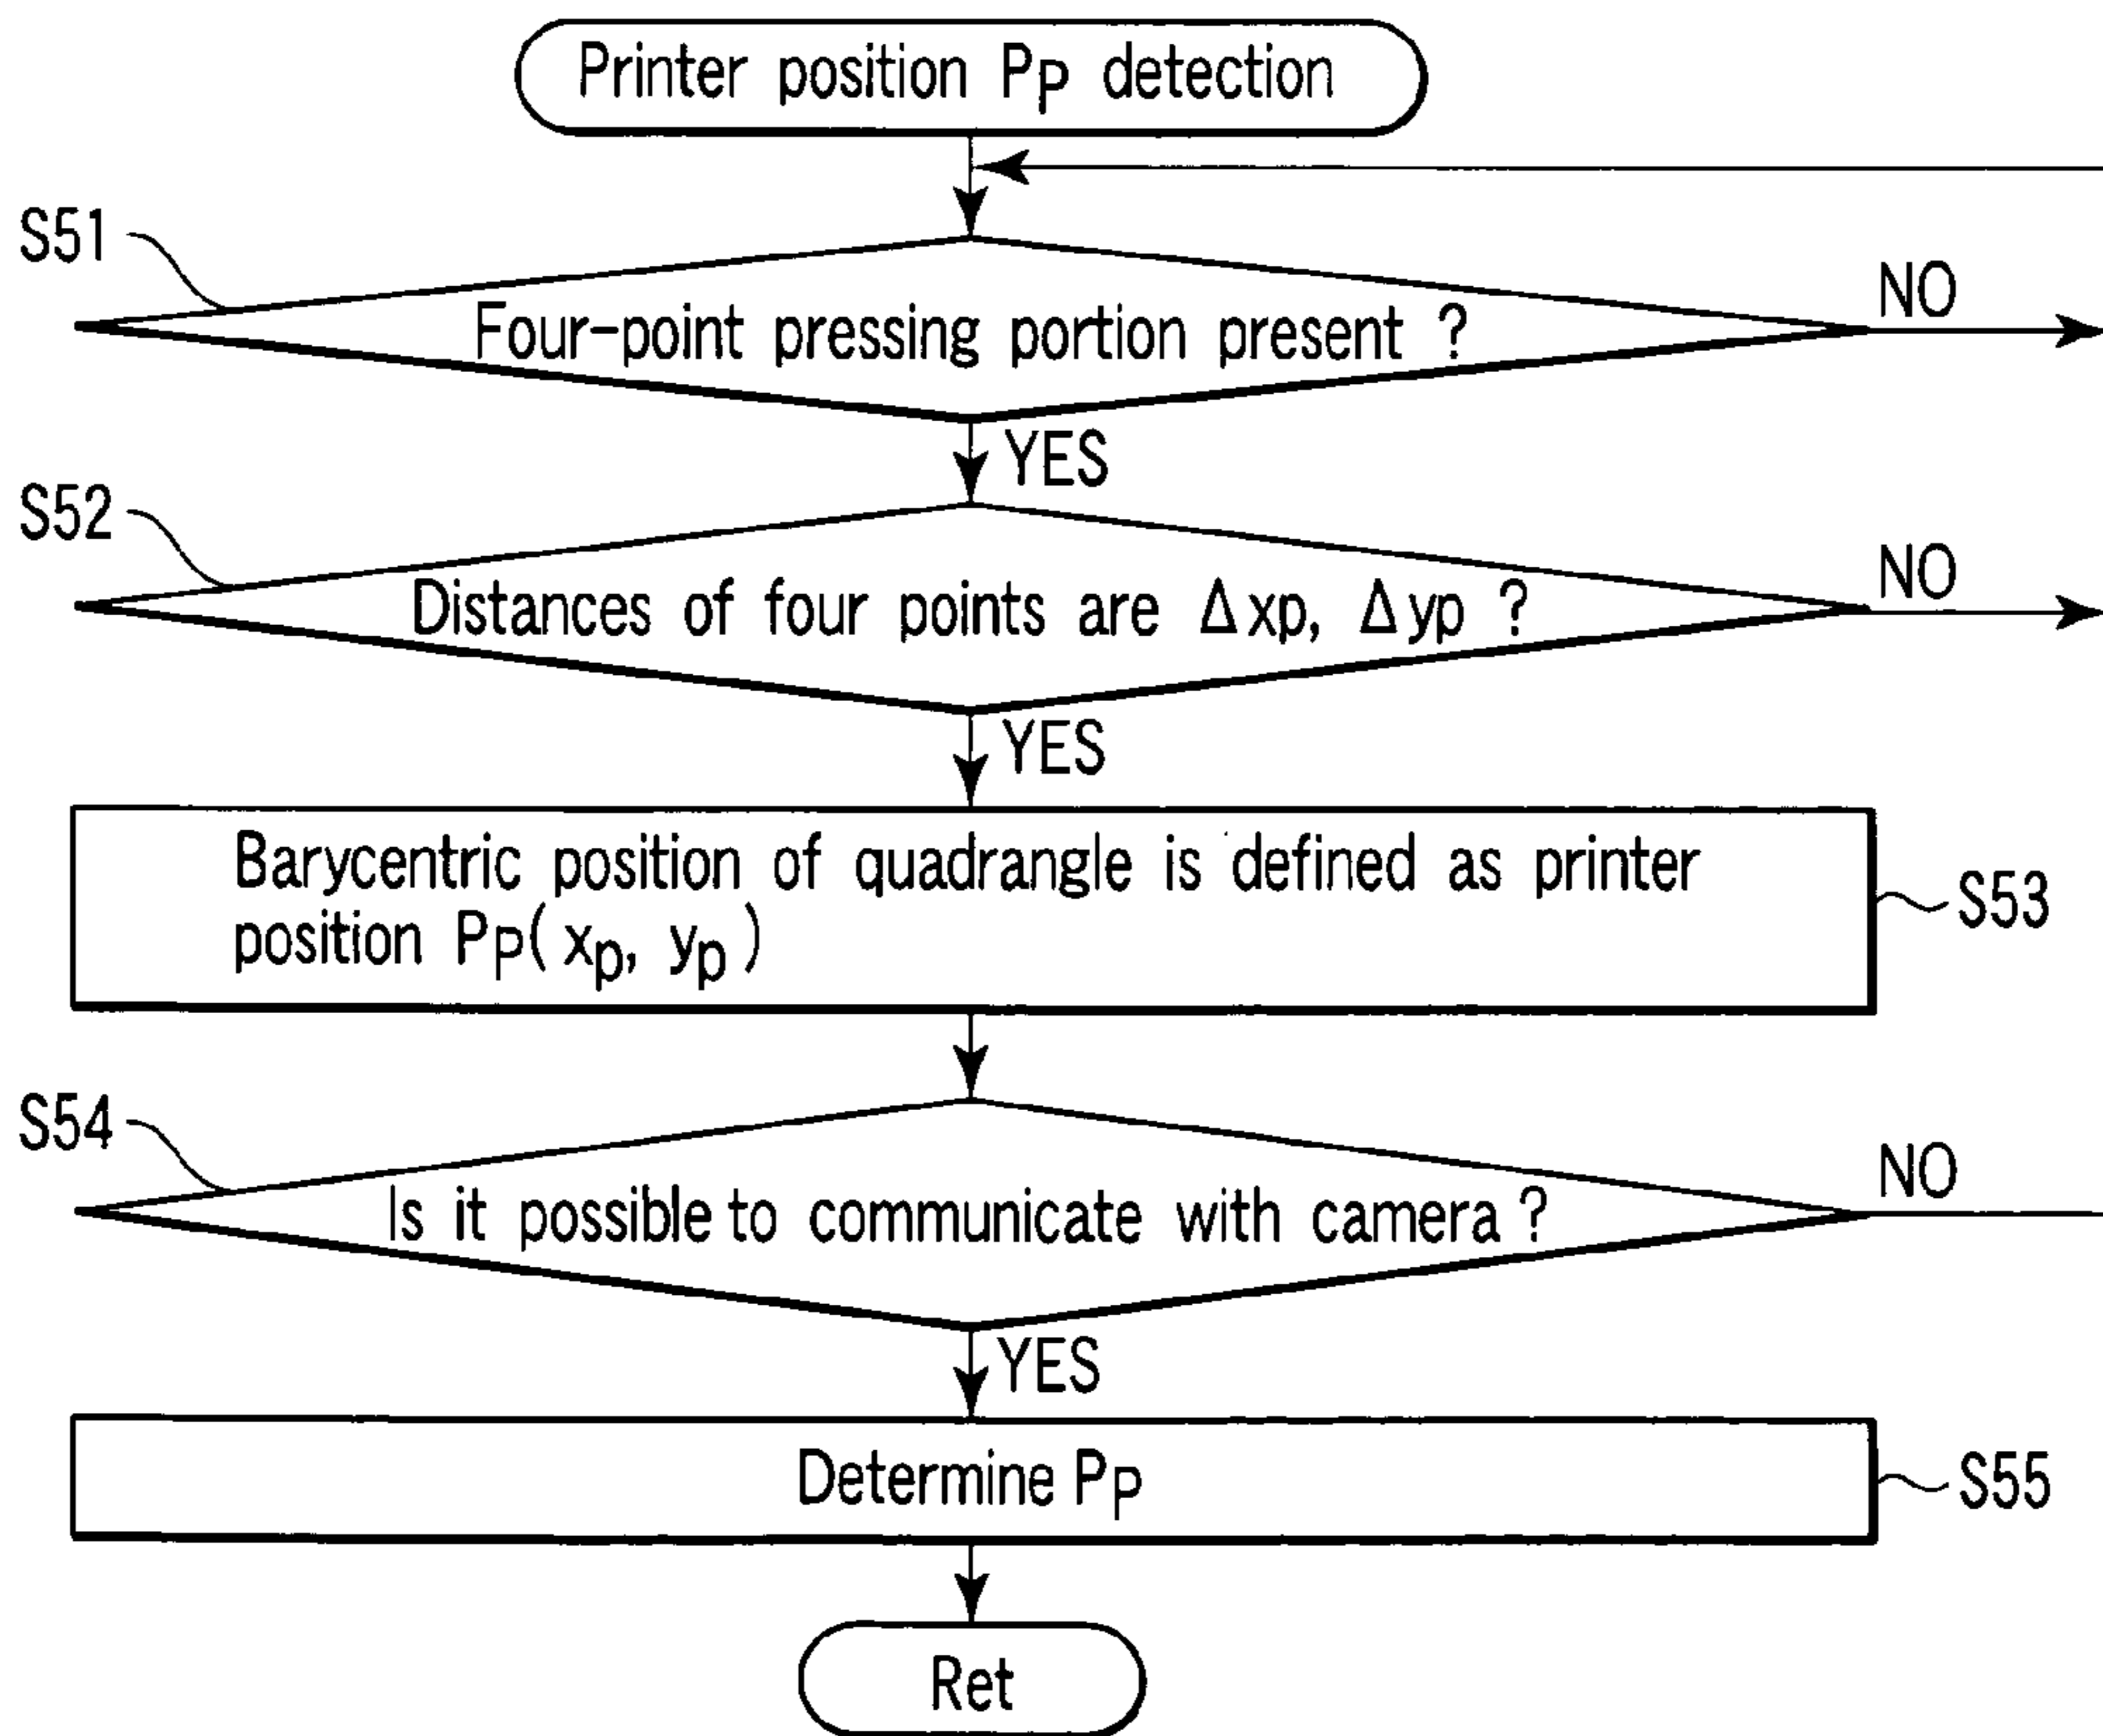 Printer position Pp detection
S51
Four-point pressing portion present ?
NO
YES
S52
Distances of four points are Δxp, Δyp ?
NO
YES
Barycentric position of quadrangle is defined as printer
position Pp(xp, yp)
S53
S54
Is it possible to communicate with camera ?
NO
YES
Determine Pp
S55
Ret